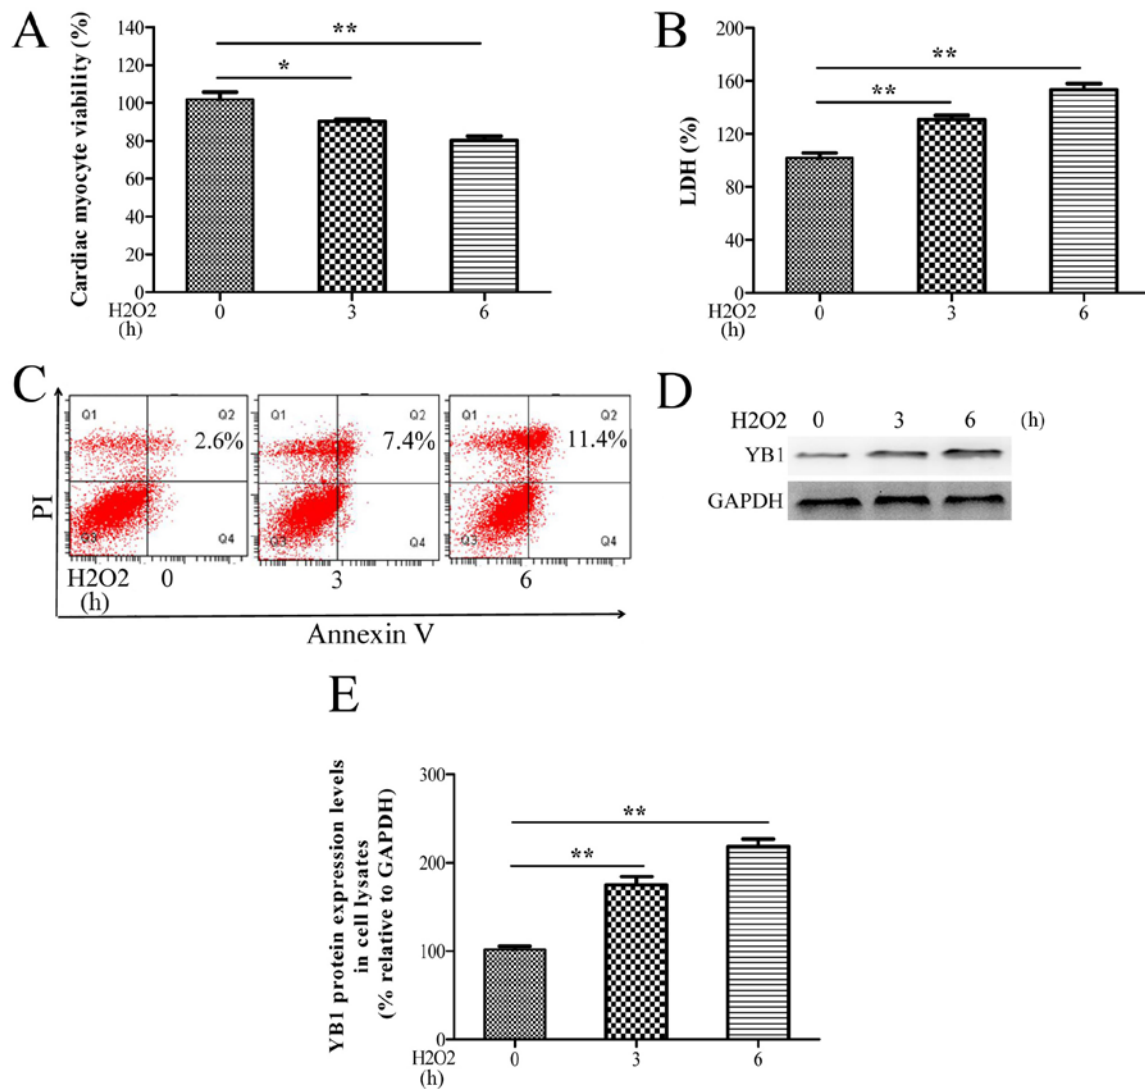 A
Cardiac myocyte viability (%)
140
120
100
80
60
40
20
0
**
*
H2O2
(h)
0
3
6
B
LDH (%)
200
160
120
80
40
0
**
**
H2O2
(h)
0
3
6
C
PI
Q1
Q2
2.6%
Q3
Q4
Q1
Q2
7.4%
Q3
Q4
Q1
Q2
11.4%
Q3
Q4
H2O2
(h)
0
3
6
Annexin V
D
H2O2 0 3 6 (h)
YB1
GAPDH
E
YB1 protein expression levels
in cell lysates
(% relative to GAPDH)
300
200
100
0
**
**
H2O2
(h)
0
3
6